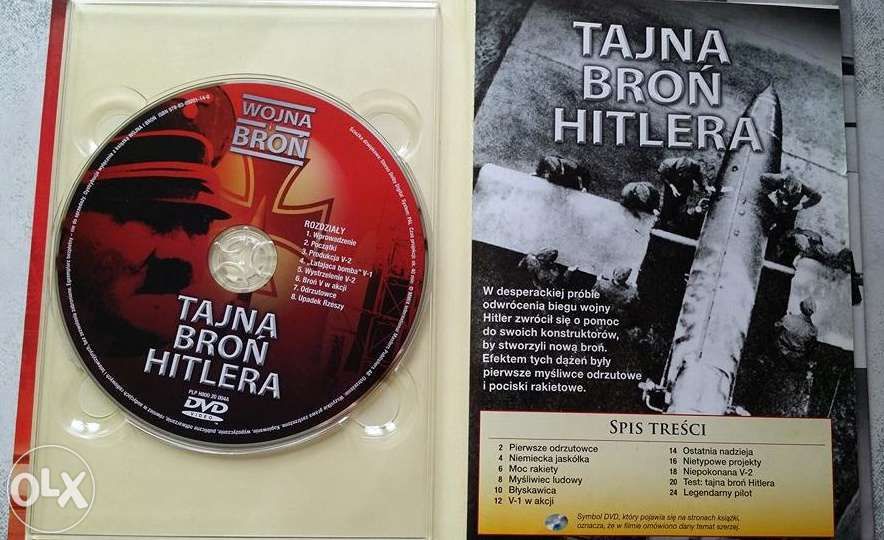 WOJNA
i
BROŃ
ROZDZIAŁY
1. Wprowadzenie
2. Początki
3. Produkcja V-2
4. „Latająca bomba" V-1
5. Wystrzelenie V-2
6. Broń V w akcji
7. Odrzutowce
8. Upadek Rzeszy
TAJNA
BROŃ
HITLERA
PLP H000 20 004A
DVD
VIDEO
TAJNA
BROŃ
HITLERA
W desperackiej próbie
odwrócenia biegu wojny
Hitler zwrócił się o pomoc
do swoich konstruktorów,
by stworzyli nową broń.
Efektem tych dążeń były
pierwsze myśliwce odrzutowe
i pociski rakietowe.
SPIS TREŚCI
2 Pierwsze odrzutowce
4 Niemiecka jaskółka
6 Moc rakiety
8 Myśliwiec ludowy
10 Błyskawica
12 V-1 w akcji
14 Ostatnia nadzieja
16 Nietypowe projekty
18 Niepokonana V-2
20 Test: tajna broń Hitlera
24 Legendarny pilot
Symbol DVD, który pojawia się na stronach książki,
oznacza, że w filmie omówiono dany temat szerzej.
OLX